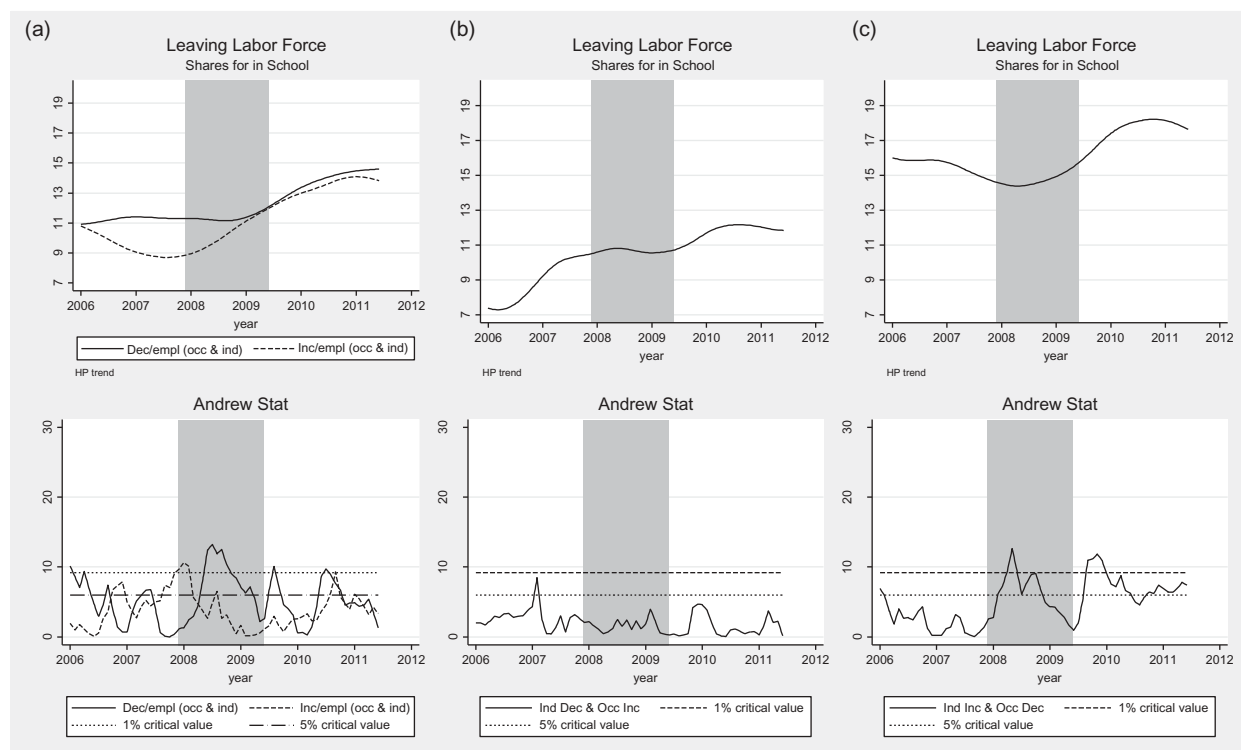 (a)
Leaving Labor Force
Shares for in School
19
17
15
13
11
9
7
2006 2007 2008 2009 2010 2011 2012
year
Dec/empl (occ & ind) Inc/empl (occ & ind)
HP trend
Andrew Stat
30
20
10
0
2006 2007 2008 2009 2010 2011 2012
year
Dec/empl (occ & ind) Inc/empl (occ & ind)
1% critical value 5% critical value
(b)
Leaving Labor Force
Shares for in School
19
17
15
13
11
9
7
2006 2007 2008 2009 2010 2011 2012
year
HP trend
Andrew Stat
30
20
10
0
2006 2007 2008 2009 2010 2011 2012
year
Ind Dec & Occ Inc 1% critical value
5% critical value
(c)
Leaving Labor Force
Shares for in School
19
17
15
13
11
9
7
2006 2007 2008 2009 2010 2011 2012
year
HP trend
Andrew Stat
30
20
10
0
2006 2007 2008 2009 2010 2011 2012
year
Ind Inc & Occ Dec 1% critical value
5% critical value